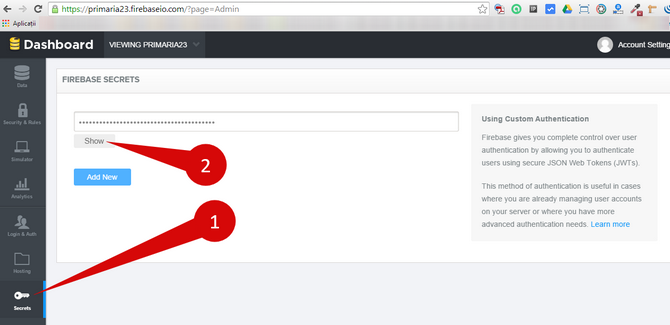 https://primaria23.firebaseio.com/?page=Admin
Aplicații
Dashboard
VIEWING PRIMARIA23
Account Setting
Data
Security & Rules
Simulator
Analytics
Login & Auth
Hosting
Secrets
FIREBASE SECRETS
Show
Add New
2
1
Using Custom Authentication
Firebase gives you complete control over user
authentication by allowing you to authenticate
users using secure JSON Web Tokens (JWTs).
This method of authentication is useful in cases
where you are already managing user accounts
on your server or where you have more
advanced authentication needs. Learn more